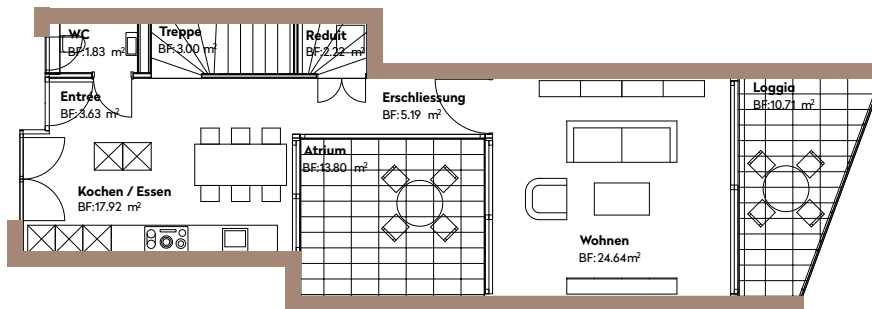 WC
BF:1.83 m²
Treppe
BF:3.00 m²
Reduit
BF:2.22 m²
Entrée
BF:3.63 m²
Erschliessung
BF:5.19 m²
Loggia
BF:10.71 m²
Atrium
BF:13.80 m²
Kochen / Essen
BF:17.92 m²
Wohnen
BF:24.64m²